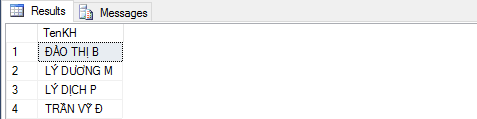 Results Messages
TenKH
1 ĐÀO THỊ B
2 LÝ DƯƠNG M
3 LÝ DỊCH P
4 TRẦN VỸ Đ